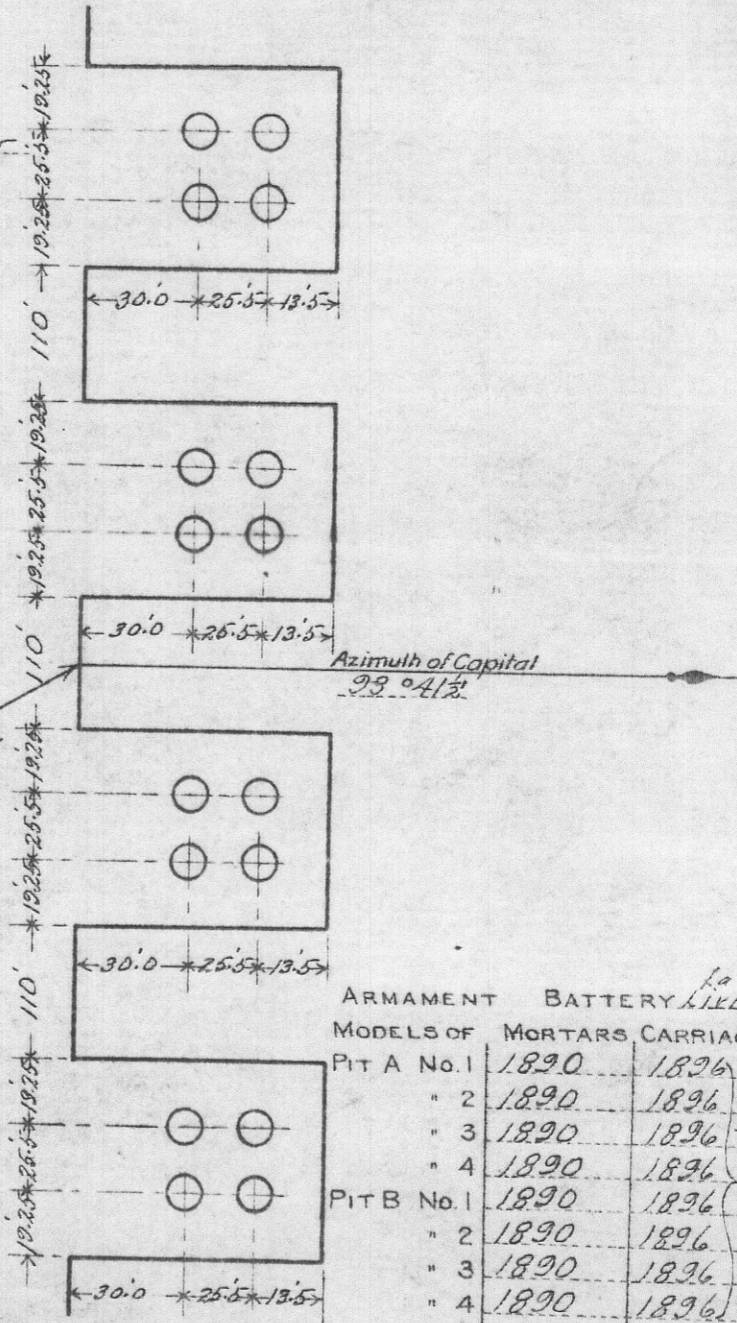 19.25 25.5 19.25
30.0 25.5 13.5
110'
19.25 25.5 19.25
30.0 25.5 13.5
110'
Azimuth of Capital
93° 41½'
19.25 25.5 19.25
30.0 25.5 13.5
110'
19.25 25.5 19.25
30.0 25.5 13.5
ARMAMENT BATTERY
MODELS OF MORTARS CARRIAG
PIT A No. 1 1890 1896
" 2 1890 1896
" 3 1890 1896
" 4 1890 1896
PIT B No. 1 1890 1896
" 2 1890 1896
" 3 1890 1896
" 4 1890 1896